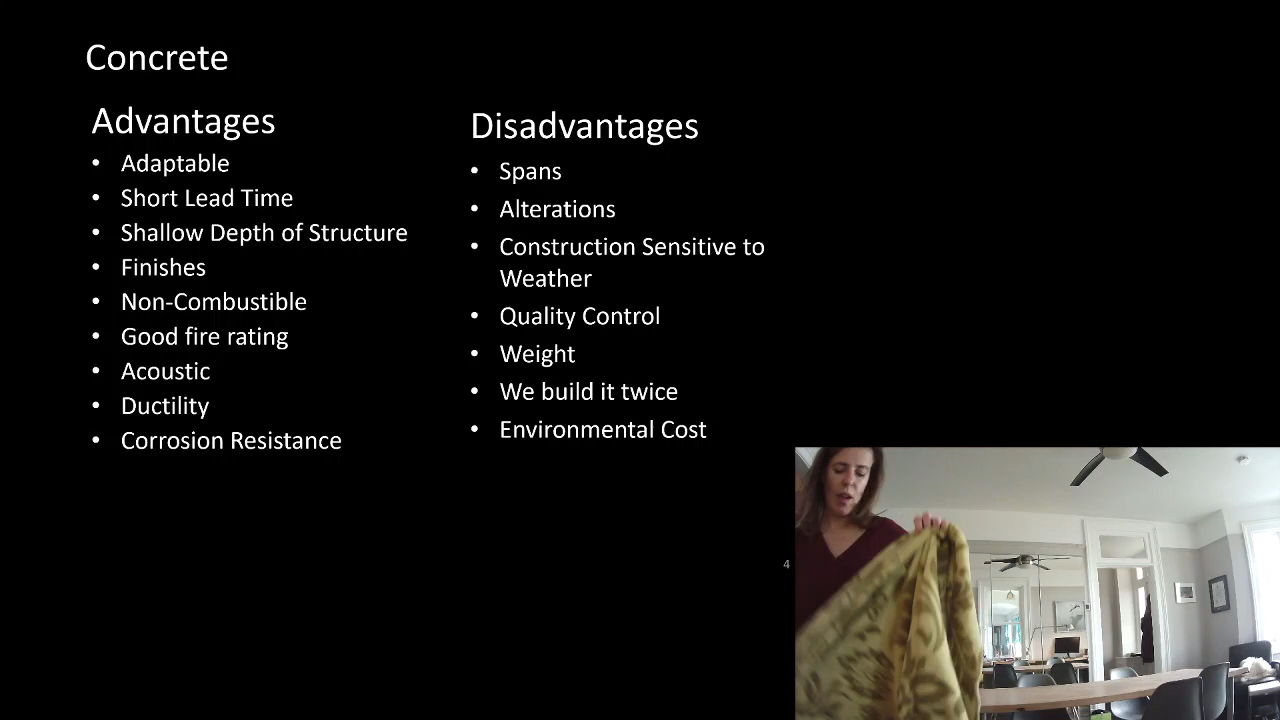 Concrete
Advantages
• Adaptable
• Short Lead Time
• Shallow Depth of Structure
• Finishes
• Non-Combustible
• Good fire rating
• Acoustic
• Ductility
• Corrosion Resistance
Disadvantages
• Spans
• Alterations
• Construction Sensitive to
Weather
• Quality Control
• Weight
• We build it twice
• Environmental Cost
4